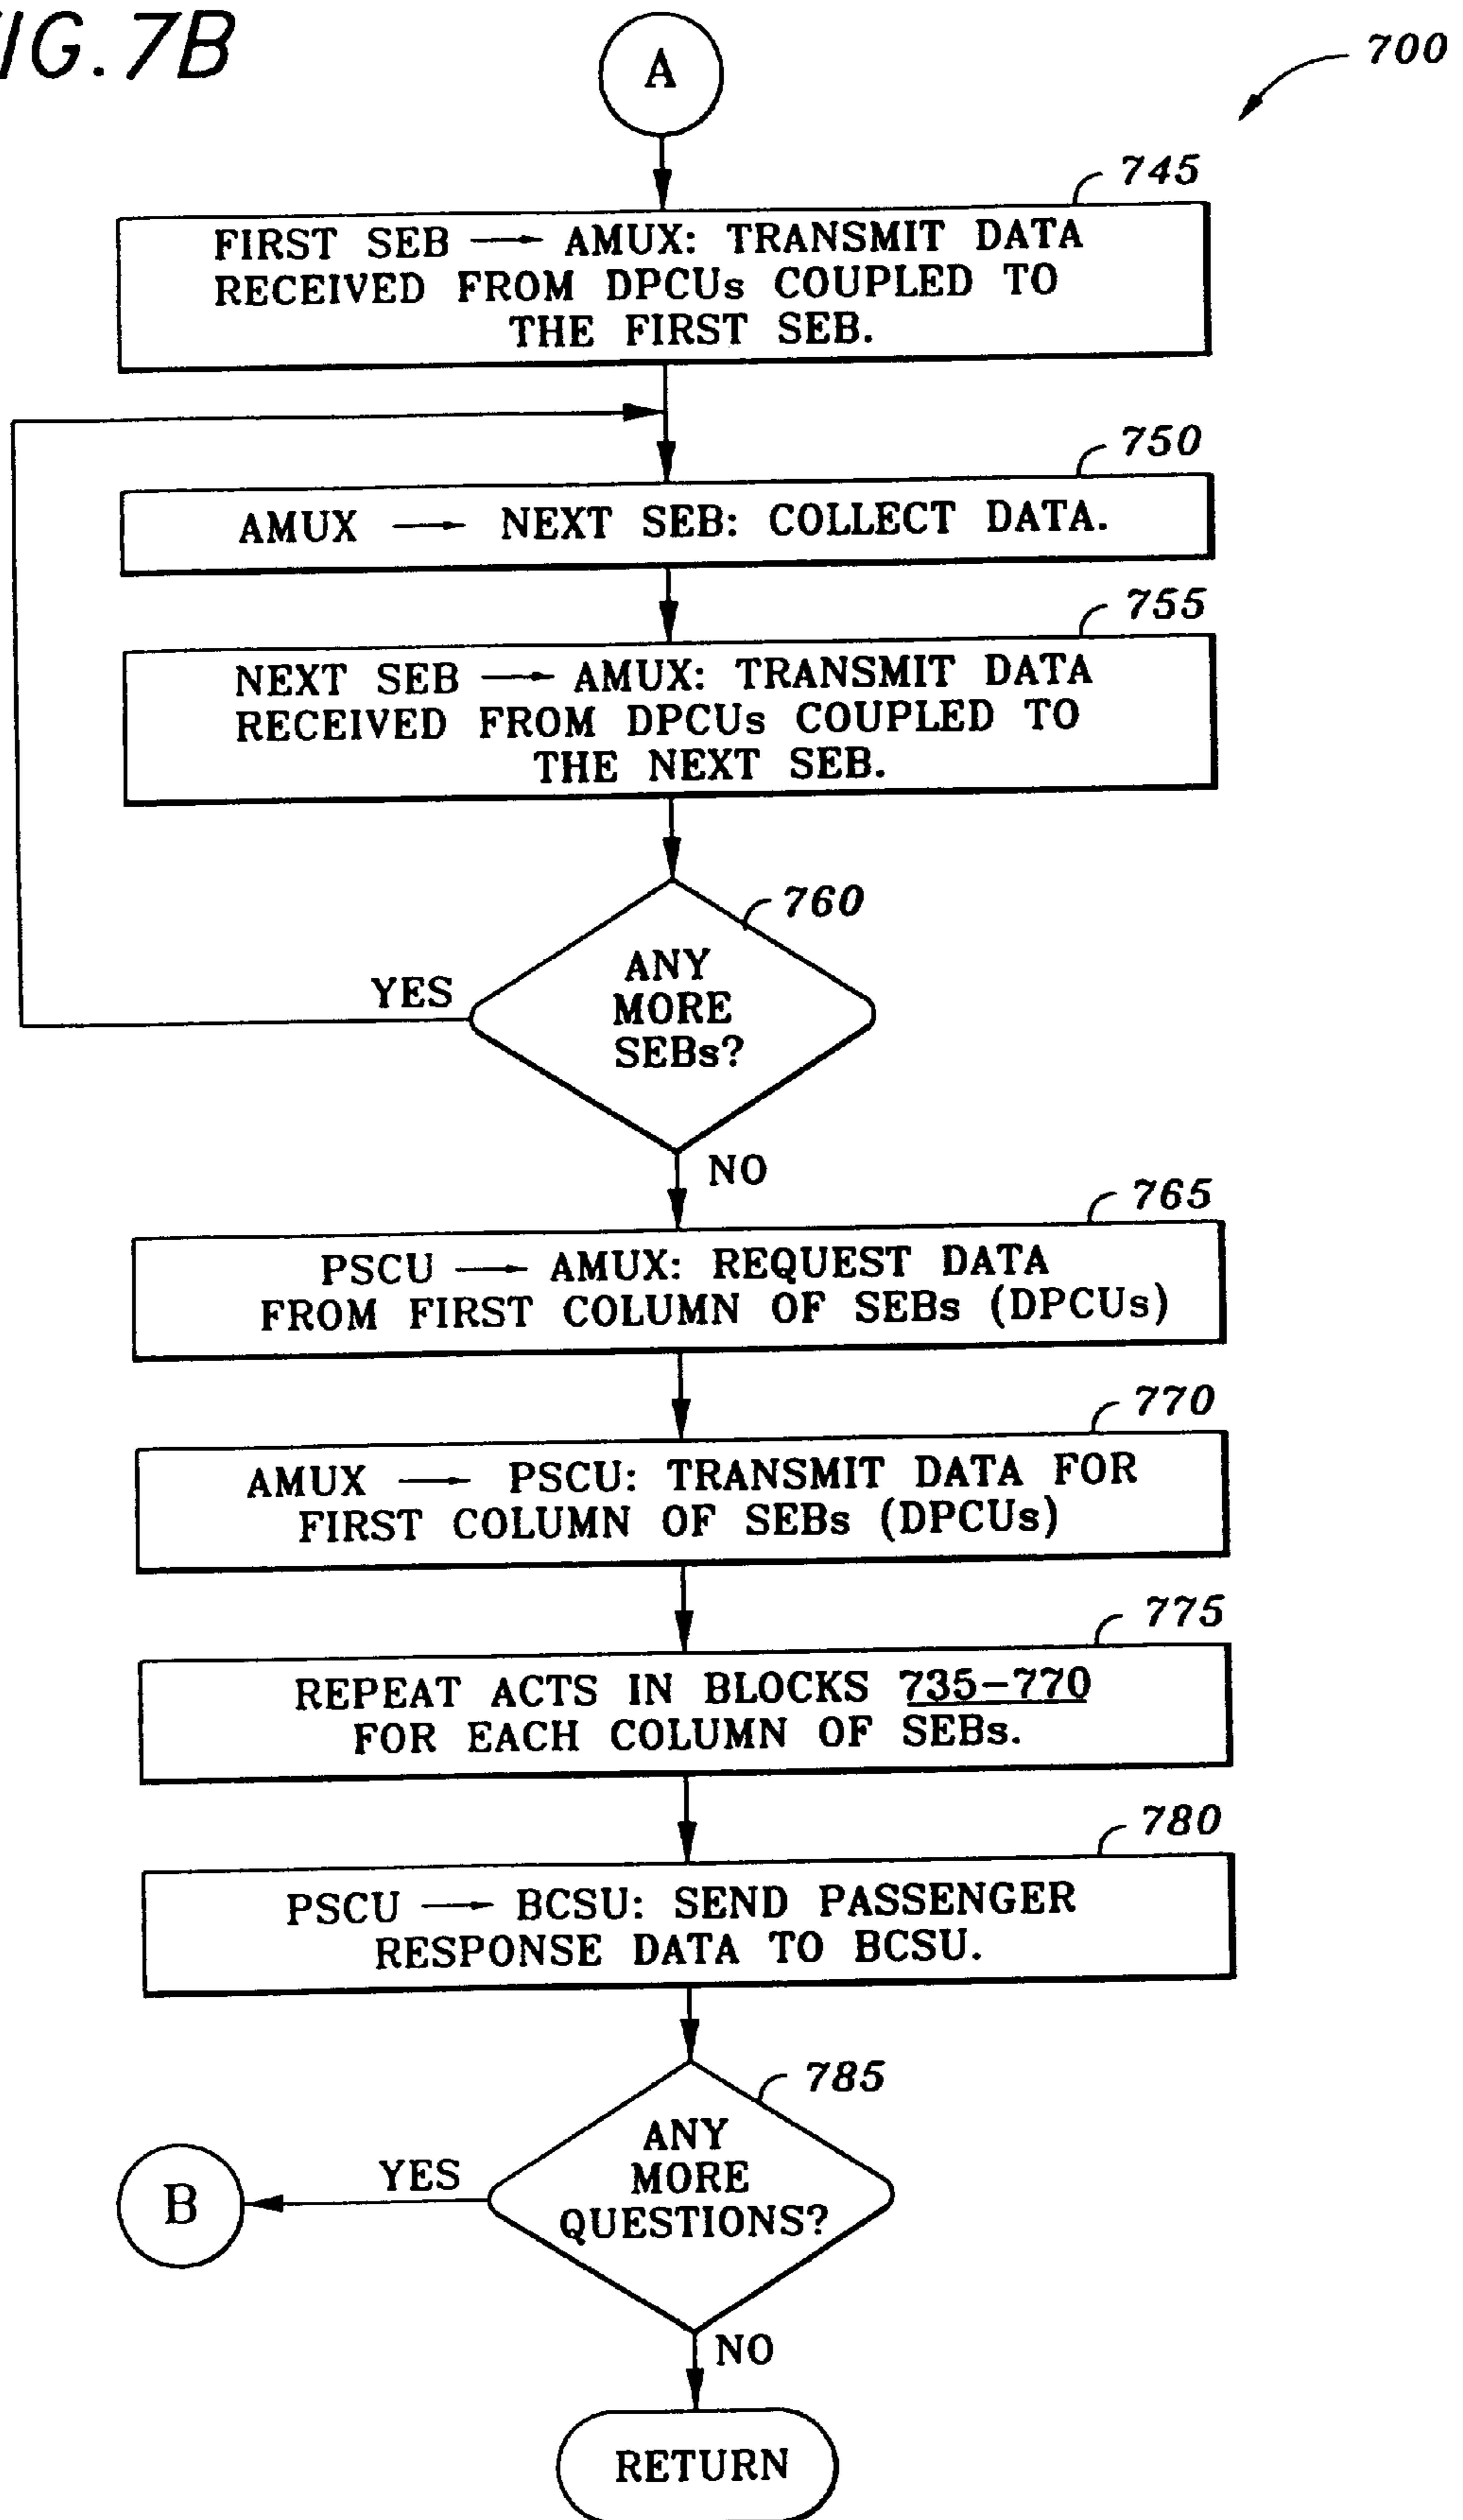 IG. 7B
A
700
745
FIRST SEB → AMUX: TRANSMIT DATA
RECEIVED FROM DPCUs COUPLED TO
THE FIRST SEB.
750
AMUX → NEXT SEB: COLLECT DATA.
755
NEXT SEB → AMUX: TRANSMIT DATA
RECEIVED FROM DPCUs COUPLED TO
THE NEXT SEB.
760
ANY
MORE
SEBs?
YES
NO
765
PSCU → AMUX: REQUEST DATA
FROM FIRST COLUMN OF SEBs (DPCUs)
770
AMUX → PSCU: TRANSMIT DATA FOR
FIRST COLUMN OF SEBs (DPCUs)
775
REPEAT ACTS IN BLOCKS 735-770
FOR EACH COLUMN OF SEBs.
780
PSCU → BCSU: SEND PASSENGER
RESPONSE DATA TO BCSU.
785
ANY
MORE
QUESTIONS?
YES
B
NO
RETURN